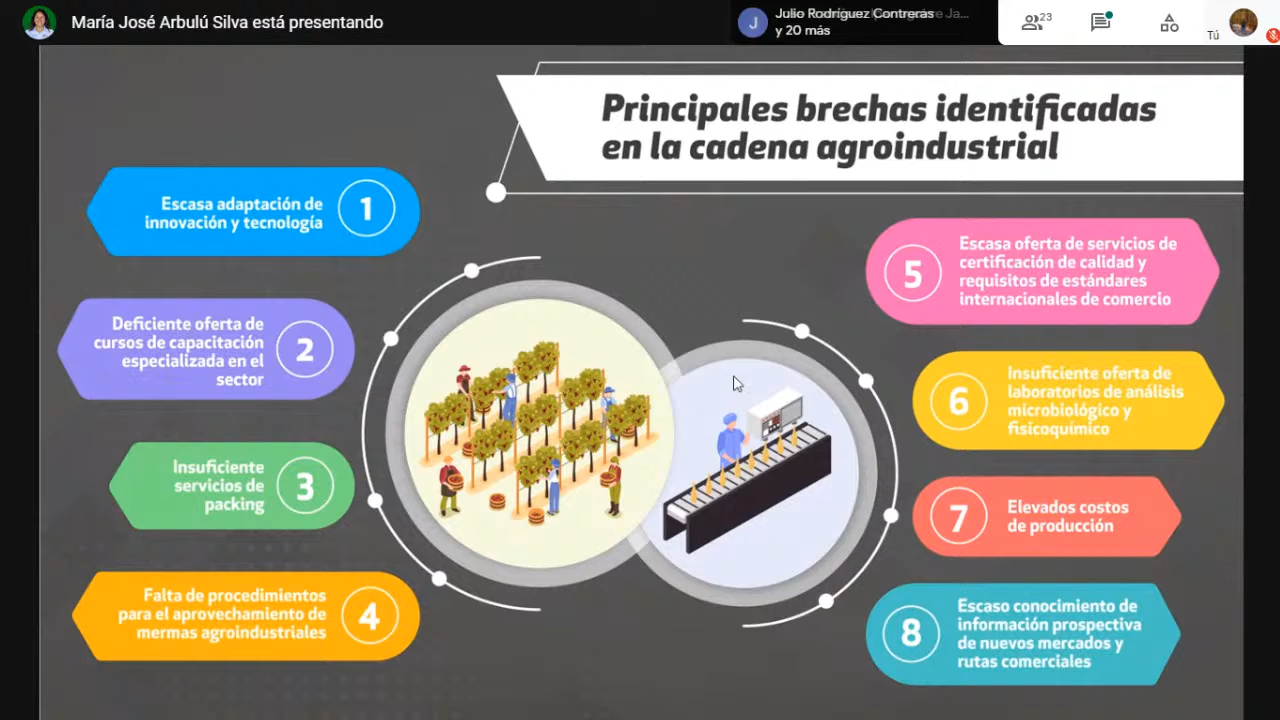 María José Arbulú Silva está presentando
Julio Rodríguez Contreras
y 20 más
J
23
Tú
Principales brechas identificadas
en la cadena agroindustrial
Escasa adaptación de
innovación y tecnología
1
Deficiente oferta de
cursos de capacitación
especializada en el
sector
2
Insuficiente
servicios de
packing
3
Falta de procedimientos
para el aprovechamiento de
mermas agroindustriales
4
5
Escasa oferta de servicios de
certificación de calidad y
requisitos de estándares
internacionales de comercio
6
Insuficiente oferta de
laboratorios de análisis
microbiológico y
fisicoquímico
7
Elevados costos
de producción
8
Escaso conocimiento de
información prospectiva
de nuevos mercados y
rutas comerciales